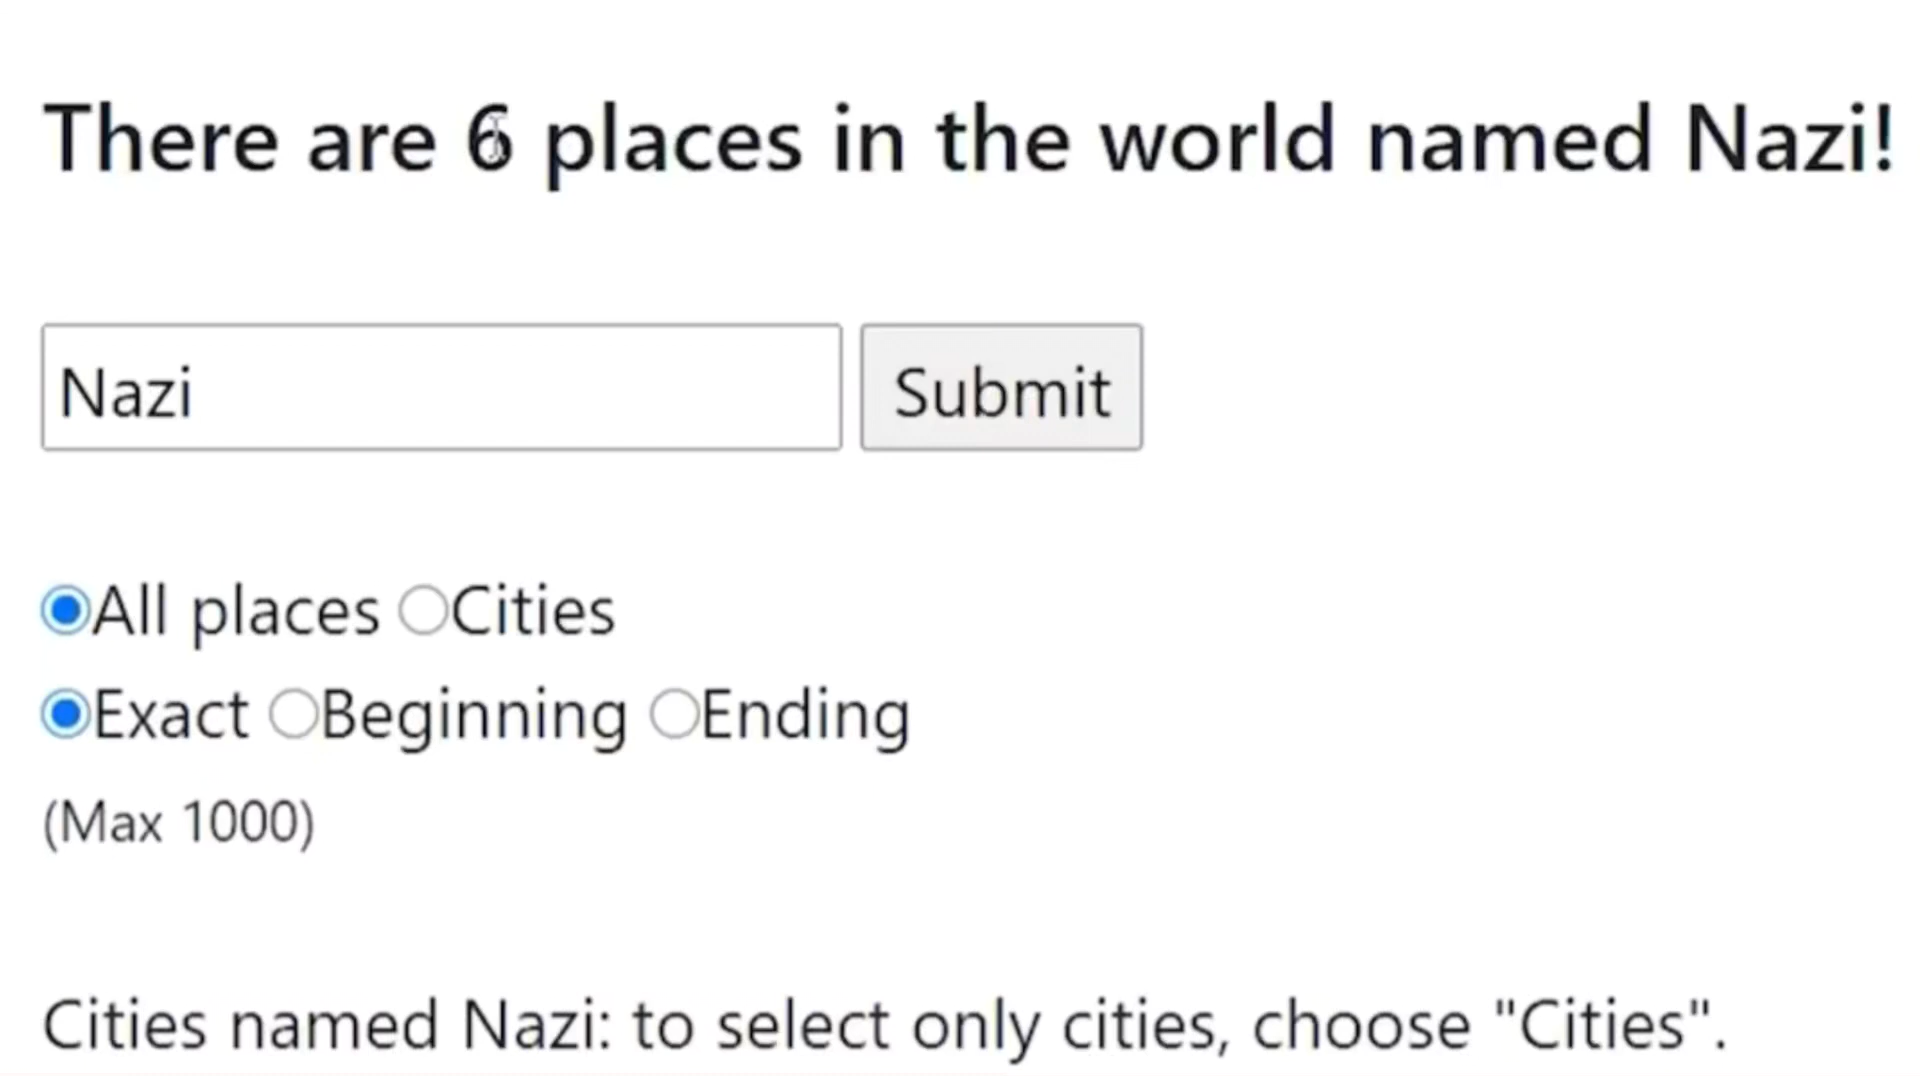 There are 6 places in the world named Nazi!
Nazi
Submit
All places Cities
Exact Beginning Ending
(Max 1000)
Cities named Nazi: to select only cities, choose "Cities".